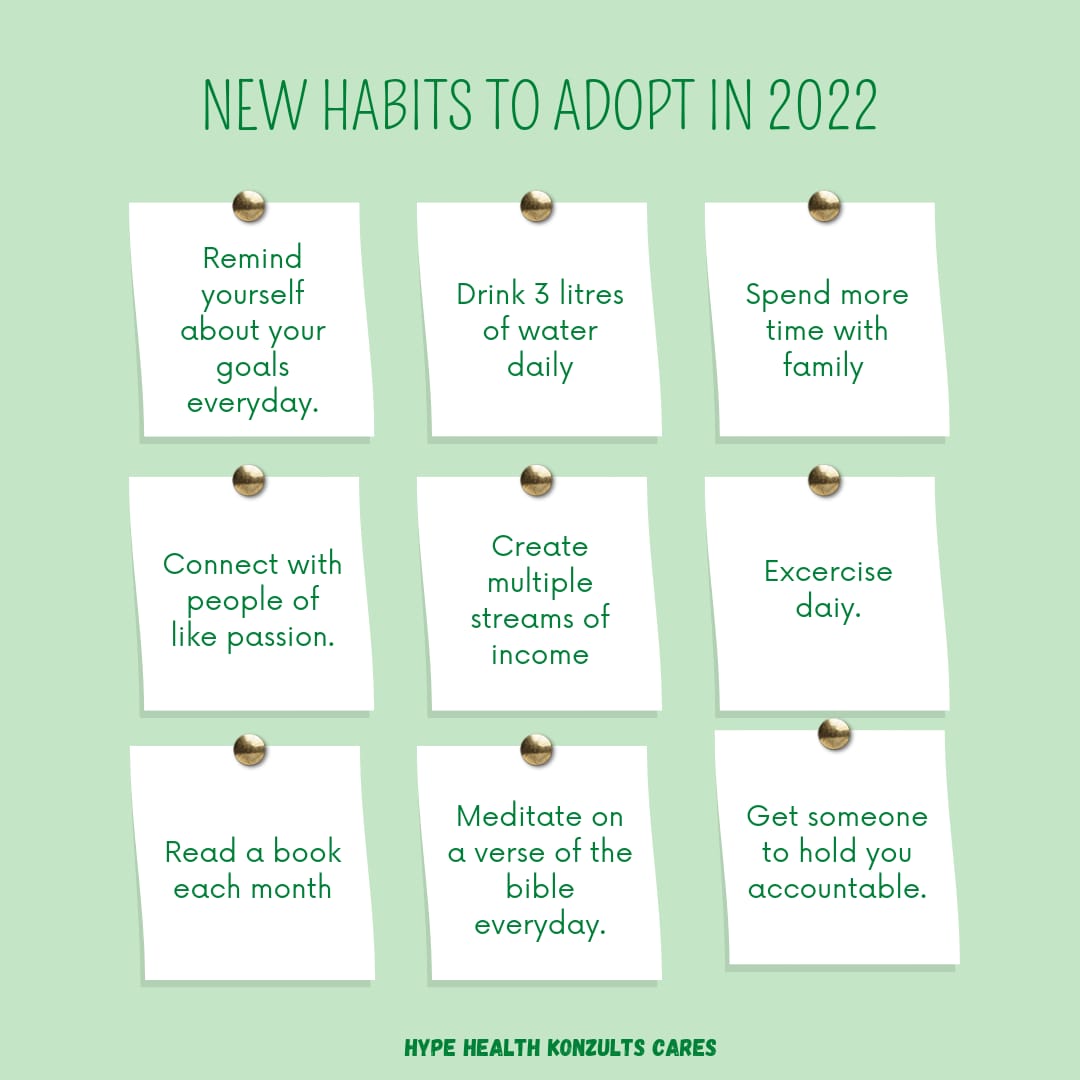 NEW HABITS TO ADOPT IN 2022
Remind
yourself
about your
goals
everyday.
Drink 3 litres
of water
daily
Spend more
time with
family
Connect with
people of
like passion.
Create
multiple
streams of
income
Excercise
daiy.
Read a book
each month
Meditate on
a verse of the
bible
everyday.
Get someone
to hold you
accountable.
HYPE HEALTH KONZULTS CARES